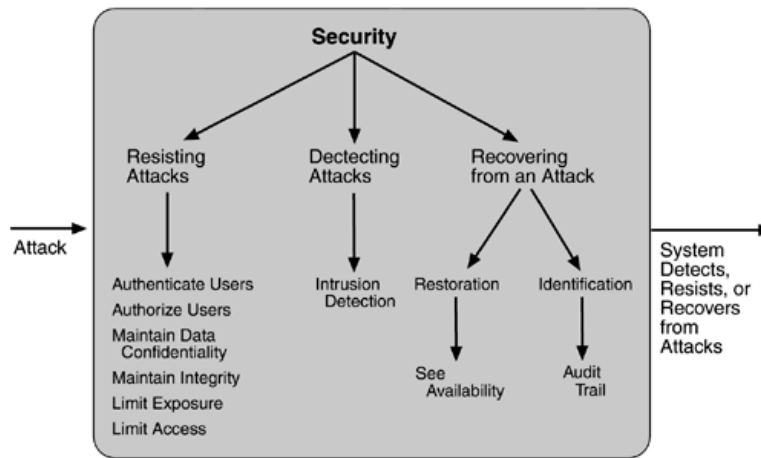 Security
Resisting
Attacks
Dectecting
Attacks
Recovering
from an Attack
Attack
System
Detects,
Resists, or
Recovers
from
Attacks
Authenticate Users
Authorize Users
Maintain Data
Confidentiality
Maintain Integrity
Limit Exposure
Limit Access
Intrusion
Detection
Restoration
Identification
See
Availability
Audit
Trail